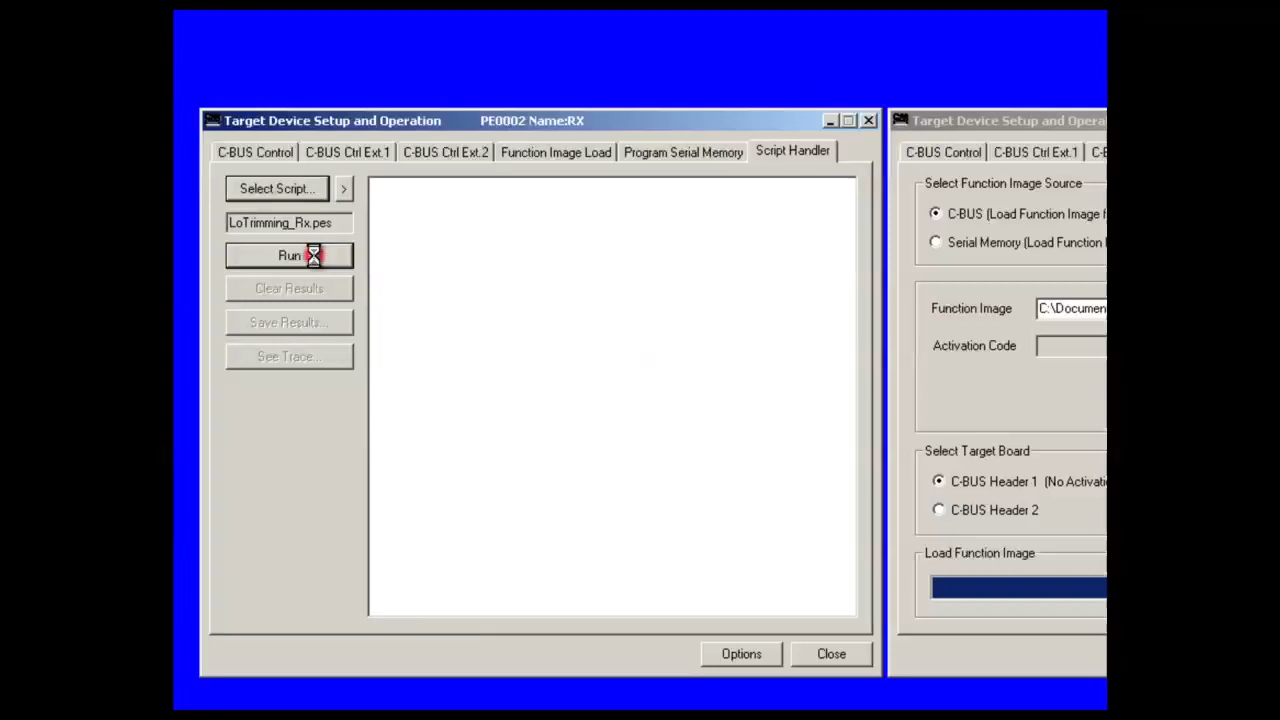 Target Device Setup and Operation PE0002 Name:RX
C-BUS Control C-BUS Ctrl Ext.1 C-BUS Ctrl Ext.2 Function Image Load Program Serial Memory Script Handler
Select Script... >
LoTrimming_Rx.pes
Run
Clear Results
Save Results...
See Trace...
Options Close
Target Device Setup and Opera
C-BUS Control C-BUS Ctrl Ext.1 C-B
Select Function Image Source
C-BUS (Load Function Image f
Serial Memory (Load Function
Function Image C:\Documen
Activation Code
Select Target Board
C-BUS Header 1 (No Activati
C-BUS Header 2
Load Function Image